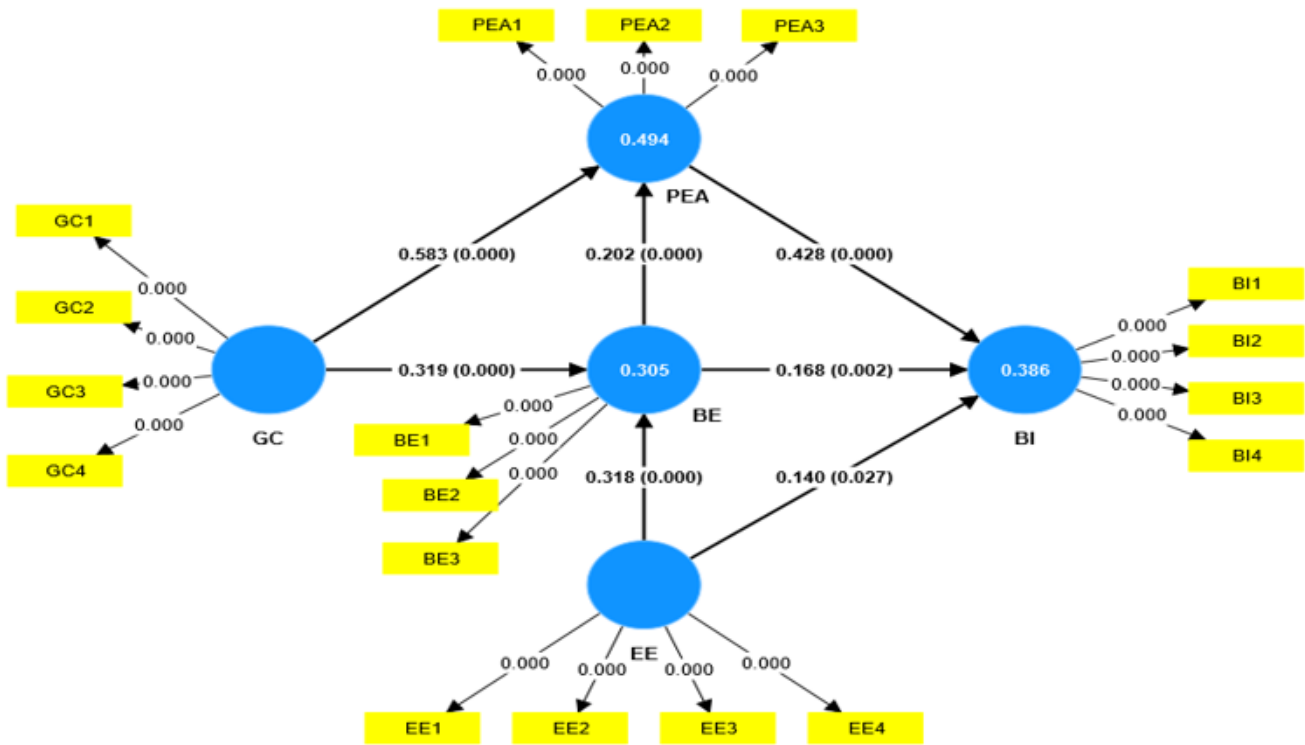 PEA1
PEA2
PEA3
0.000
0.000
0.000
0.494
PEA
GC1
GC2
GC3
GC4
0.000
0.000
0.000
0.000
GC
0.583 (0.000)
0.202 (0.000)
0.428 (0.000)
0.319 (0.000)
0.305
BE
0.168 (0.002)
0.386
BI
BI1
BI2
BI3
BI4
0.000
0.000
0.000
0.000
BE1
BE2
BE3
0.000
0.000
0.000
0.318 (0.000)
0.140 (0.027)
EE
0.000
0.000
0.000
0.000
EE1
EE2
EE3
EE4